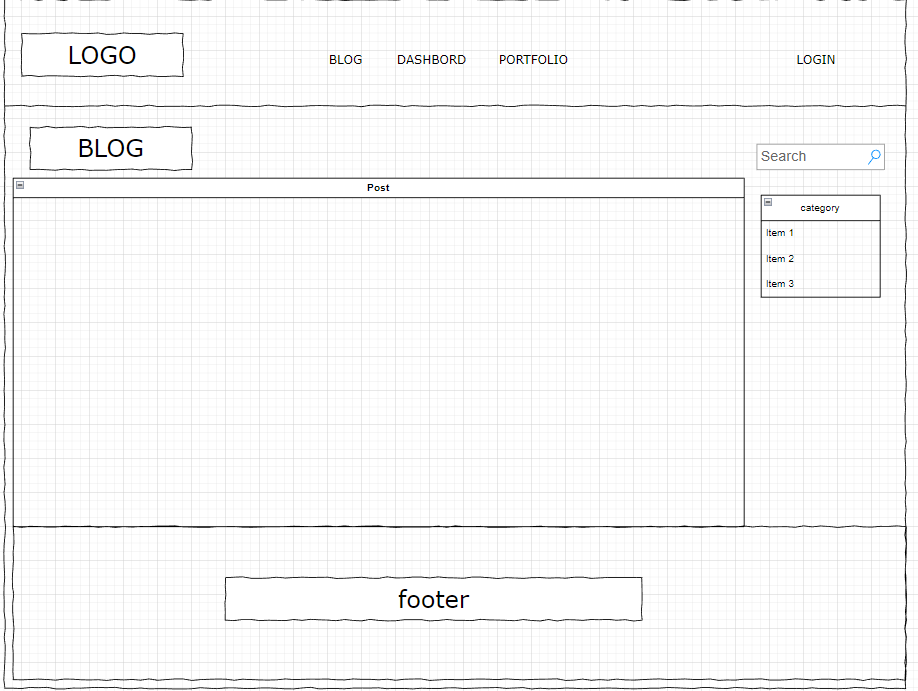 LOGO
BLOG DASHBORD PORTFOLIO LOGIN
BLOG
Search
Post
category
Item 1
Item 2
Item 3
footer